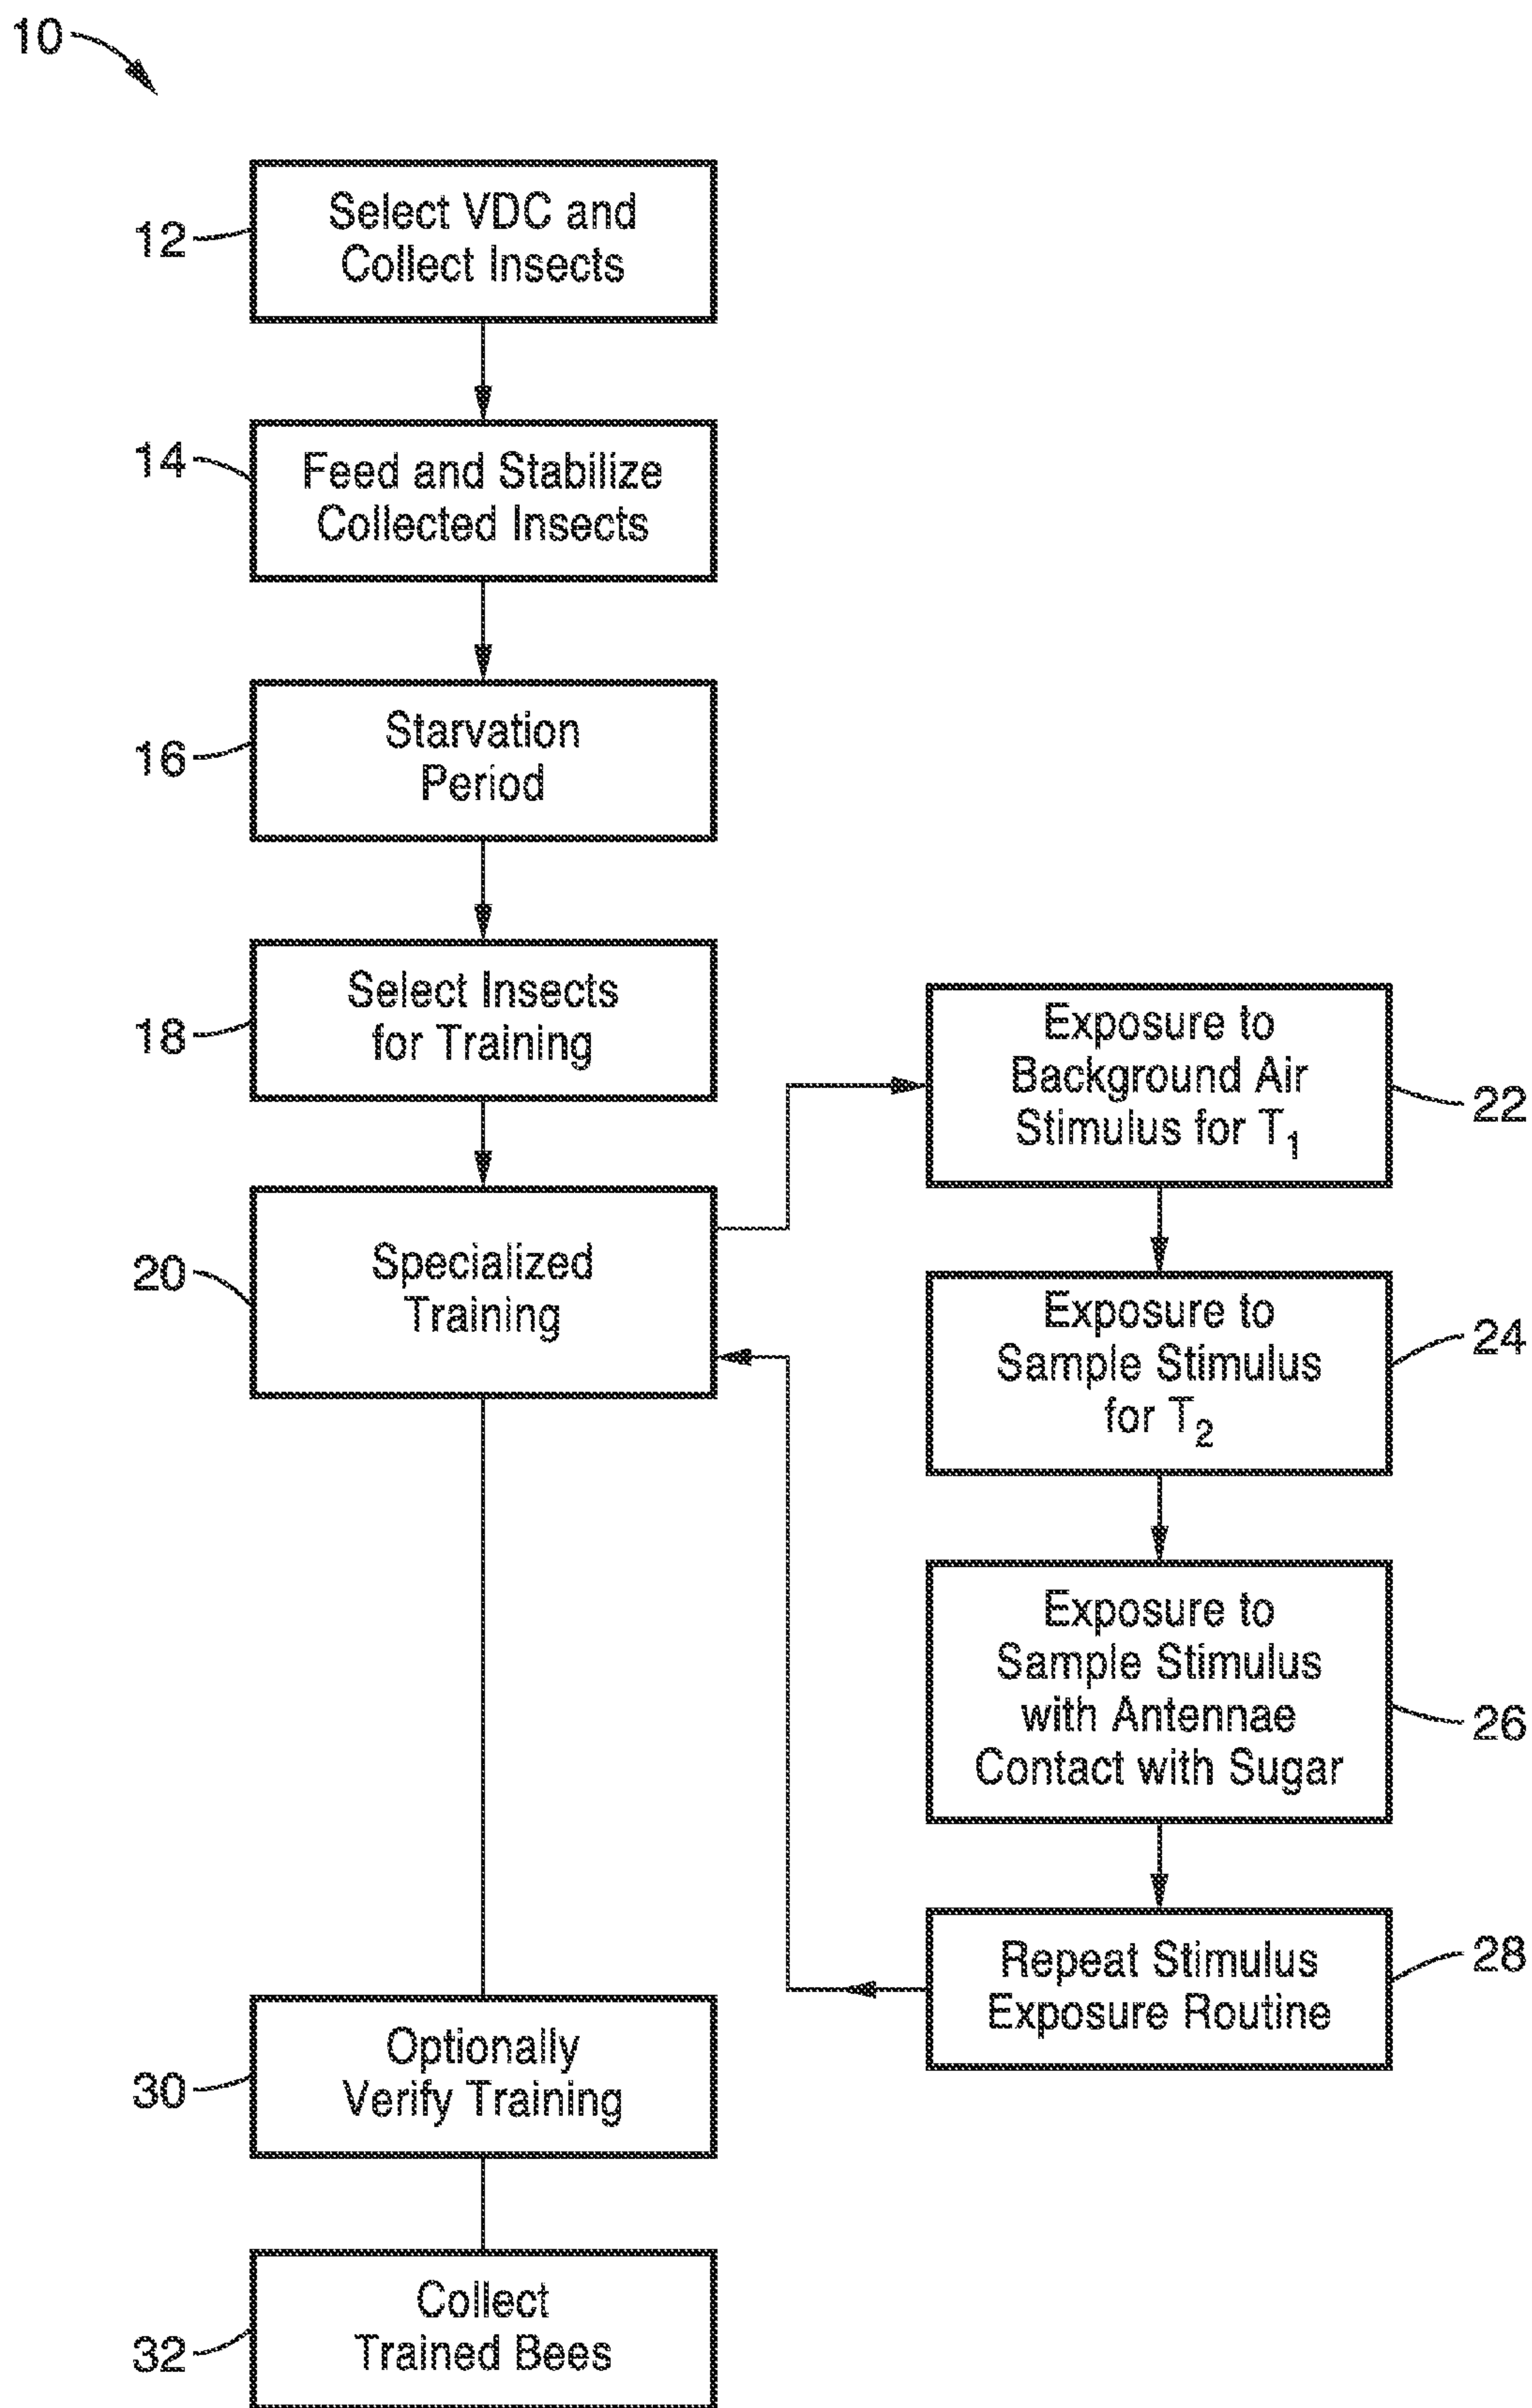 10
12
Select VDC and
Collect Insects
14
Feed and Stabilize
Collected Insects
16
Starvation
Period
18
Select Insects
for Training
20
Specialized
Training
Exposure to
Background Air
Stimulus for T₁
22
Exposure to
Sample Stimulus
for T₂
24
Exposure to
Sample Stimulus
with Antennae
Contact with Sugar
26
Repeat Stimulus
Exposure Routine
28
30
Optionally
Verify Training
32
Collect
Trained Bees